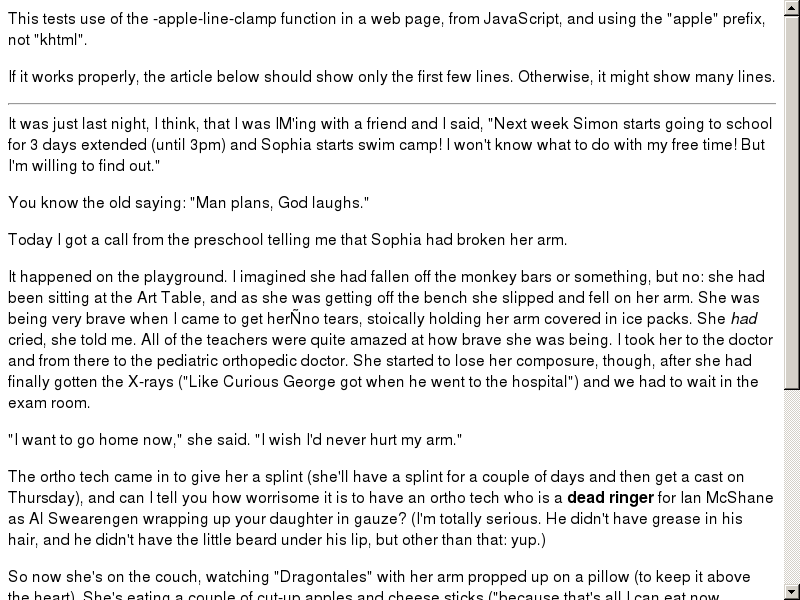 This tests use of the -apple-line-clamp function in a web page, from JavaScript, and using the "apple" prefix,
not "khtml".
If it works properly, the article below should show only the first few lines. Otherwise, it might show many lines.
It was just last night, I think, that I was IM'ing with a friend and I said, "Next week Simon starts going to school
for 3 days extended (until 3pm) and Sophia starts swim camp! I won't know what to do with my free time! But
I'm willing to find out."
You know the old saying: "Man plans, God laughs."
Today I got a call from the preschool telling me that Sophia had broken her arm.
It happened on the playground. I imagined she had fallen off the monkey bars or something, but no: she had
been sitting at the Art Table, and as she was getting off the bench she slipped and fell on her arm. She was
being very brave when I came to get herÑno tears, stoically holding her arm covered in ice packs. She had
cried, she told me. All of the teachers were quite amazed at how brave she was being. I took her to the doctor
and from there to the pediatric orthopedic doctor. She started to lose her composure, though, after she had
finally gotten the X-rays ("Like Curious George got when he went to the hospital") and we had to wait in the
exam room.
"I want to go home now," she said. "I wish I'd never hurt my arm."
The ortho tech came in to give her a splint (she'll have a splint for a couple of days and then get a cast on
Thursday), and can I tell you how worrisome it is to have an ortho tech who is a dead ringer for Ian McShane
as Al Swearengen wrapping up your daughter in gauze? (I'm totally serious. He didn't have grease in his
hair, and he didn't have the little beard under his lip, but other than that: yup.)
So now she's on the couch, watching "Dragontales" with her arm propped up on a pillow (to keep it above
the heart). She's eating a couple of cut-up apples and cheese sticks ("because that's all I can eat now